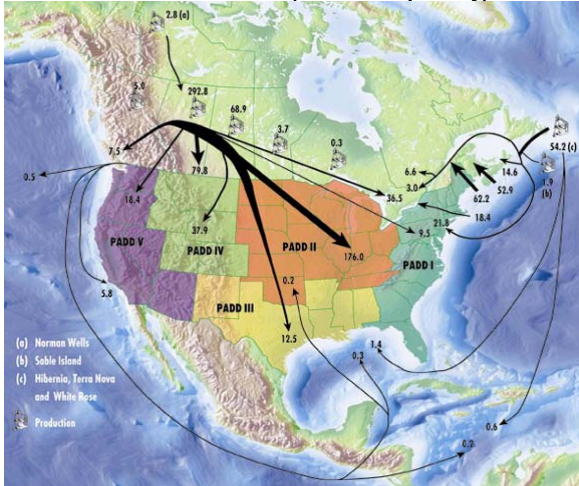 2.8 (a)
5.0
292.8
68.9
3.7
0.3
54.2 (c)
1.9
(b)
7.5
79.8
6.6
3.0
14.6
52.9
62.2
0.5
18.4
36.5
18.4
37.9
9.5
21.8
PADD V
PADD IV
PADD II
176.0
PADD I
0.2
5.8
PADD III
12.5
1.4
0.3
0.6
0.2
(a) Norman Wells
(b) Sable Island
(c) Hibernia, Terra Nova
and White Rose
Production